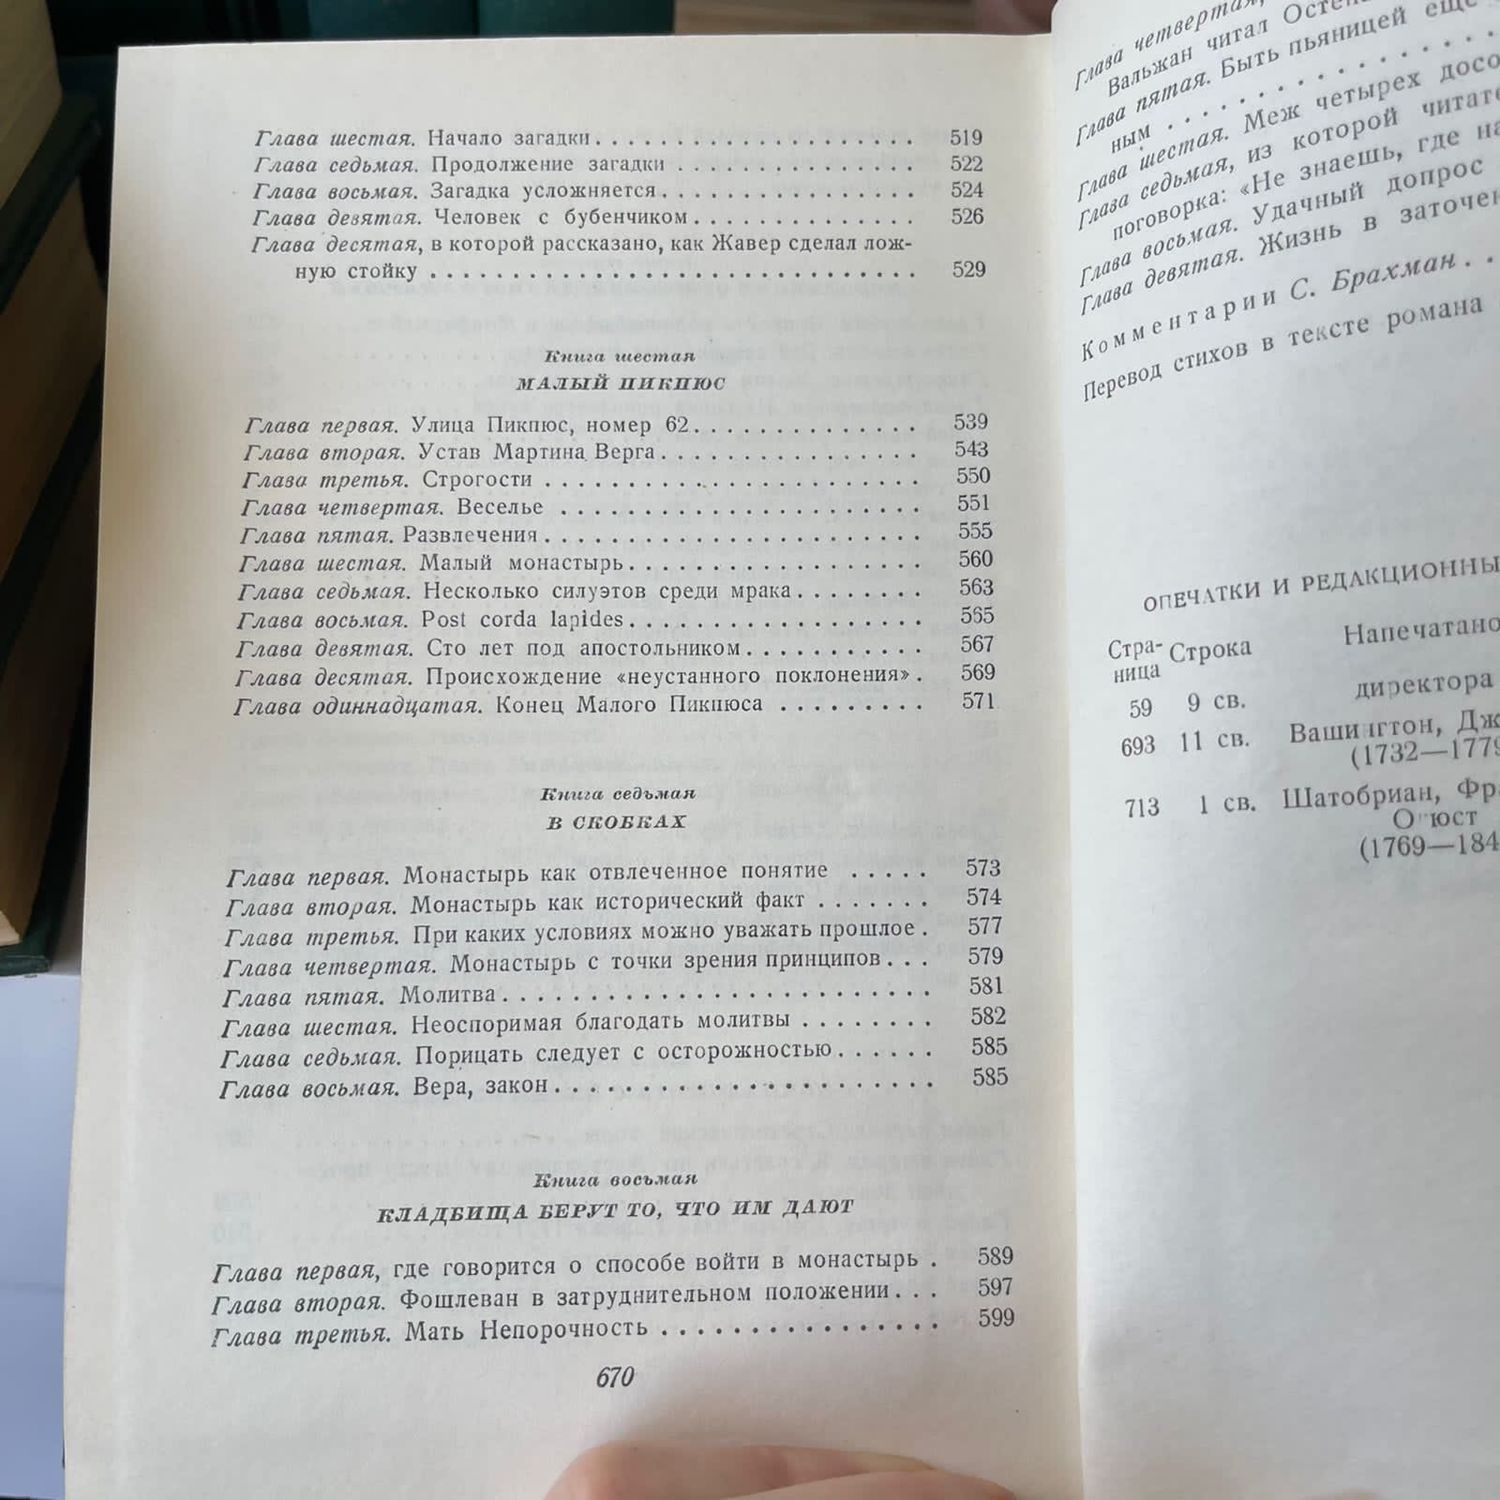 Глава шестая. Начало загадки . . . . . . . . . . . . . . . . . . 519
Глава седьмая. Продолжение загадки . . . . . . . . . . . . . . 522
Глава восьмая. Загадка усложняется . . . . . . . . . . . . . . . 524
Глава девятая. Человек с бубенчиком . . . . . . . . . . . . . 526
Глава десятая, в которой рассказано, как Жавер сделал лож-
ную стойку . . . . . . . . . . . . . . . . . . . . . . . . . . . . 529
Книга шестая
МАЛЫЙ ПИКПЮС
Глава первая. Улица Пикпюс, номер 62 . . . . . . . . . . . . . 539
Глава вторая. Устав Мартина Верга . . . . . . . . . . . . . . . 543
Глава третья. Строгости . . . . . . . . . . . . . . . . . . . . . . 550
Глава четвертая. Веселье . . . . . . . . . . . . . . . . . . . . . 551
Глава пятая. Развлечения . . . . . . . . . . . . . . . . . . . . . . 555
Глава шестая. Малый монастырь . . . . . . . . . . . . . . . . . 560
Глава седьмая. Несколько силуэтов среди мрака . . . . . . . . 563
Глава восьмая. Post corda lapides . . . . . . . . . . . . . . . . . 565
Глава девятая. Сто лет под апостольником . . . . . . . . . . . 567
Глава десятая. Происхождение «неустанного поклонения» . 569
Глава одиннадцатая. Конец Малого Пикпюса . . . . . . . . . 571
Книга седьмая
В СКОБКАХ
Глава первая. Монастырь как отвлеченное понятие . . . . . 573
Глава вторая. Монастырь как исторический факт . . . . . . . 574
Глава третья. При каких условиях можно уважать прошлое . 577
Глава четвертая. Монастырь с точки зрения принципов . . . 579
Глава пятая. Молитва . . . . . . . . . . . . . . . . . . . . . . . . . 581
Глава шестая. Неоспоримая благодать молитвы . . . . . . . . 582
Глава седьмая. Порицать следует с осторожностью . . . . . . 585
Глава восьмая. Вера, закон . . . . . . . . . . . . . . . . . . . . . . 585
Книга восьмая
КЛАДБИЩА БЕРУТ ТО, ЧТО ИМ ДАЮТ
Глава первая, где говорится о способе войти в монастырь . 589
Глава вторая. Фошлеван в затруднительном положении . . . 597
Глава третья. Мать Непорочность . . . . . . . . . . . . . . . . 599
670
Глава четвертая,
Вальжан читал
Глава пятая. Быть пьяницей еще
ным . . . . . . . . . . . . . . .
Глава шестая. Меж четырех
Глава седьмая, из которой
поговорка: «Не знаешь, где
Глава восьмая. Удачный допрос
Глава девятая. Жизнь в
Комментарии С. Брахман . .
Перевод стихов в тексте романа
ОПЕЧАТКИ И
Стра-
ница Строка Напечатано
59 9 св. директора
693 11 св. Вашингтон,
(1732—1779
713 1 св. Шатобриан,
(1769—184